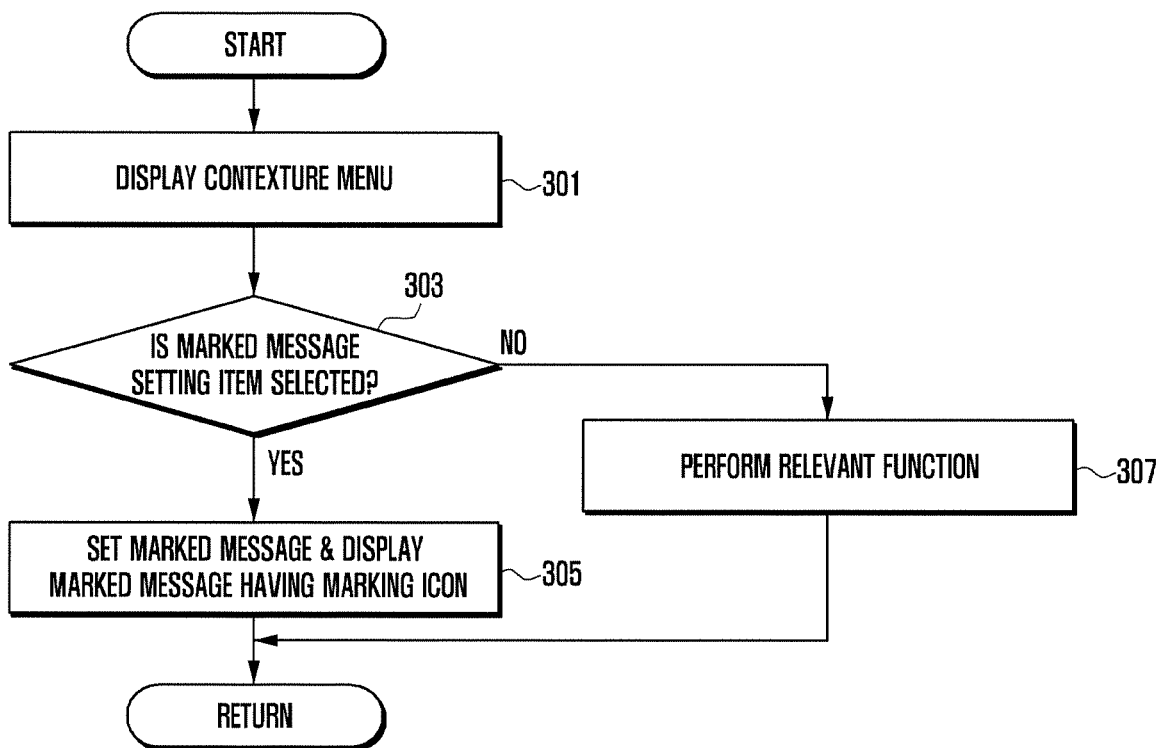 START
DISPLAY CONTEXTURE MENU
301
303
IS MARKED MESSAGE
SETTING ITEM SELECTED?
NO
YES
PERFORM RELEVANT FUNCTION
307
SET MARKED MESSAGE & DISPLAY
MARKED MESSAGE HAVING MARKING ICON
305
RETURN